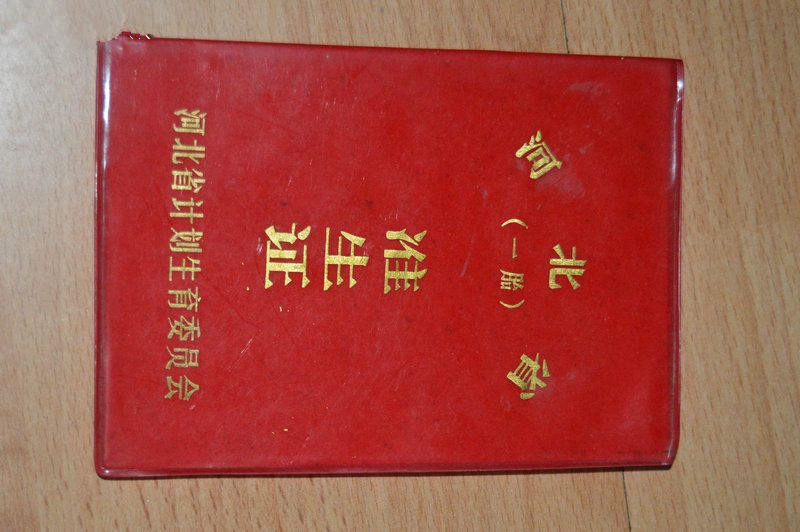 河北省
（一胎）
准
生
证
河北省计划生育委员会